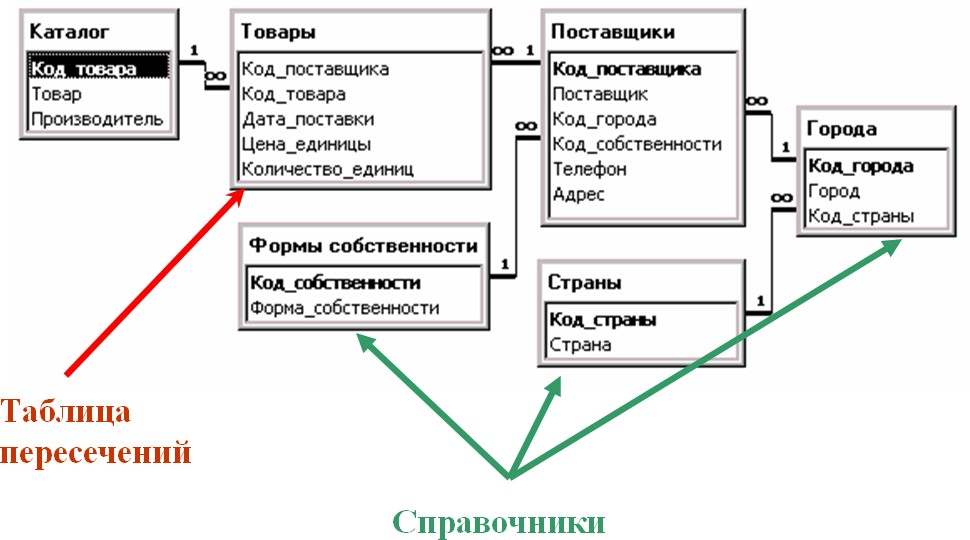 Каталог
Код_товара
Товар
Производитель
1
∞
Товары
Код_поставщика
Код_товара
Дата_поставки
Цена_единицы
Количество_единиц
∞
1
Поставщики
Код_поставщика
Поставщик
Код_города
Код_собственности
Телефон
Адрес
∞
1
Города
Код_города
Город
Код_страны
∞
1
Формы собственности
Код_собственности
Форма_собственности
1
∞
Страны
Код_страны
Страна
Таблица
пересечений
Справочники